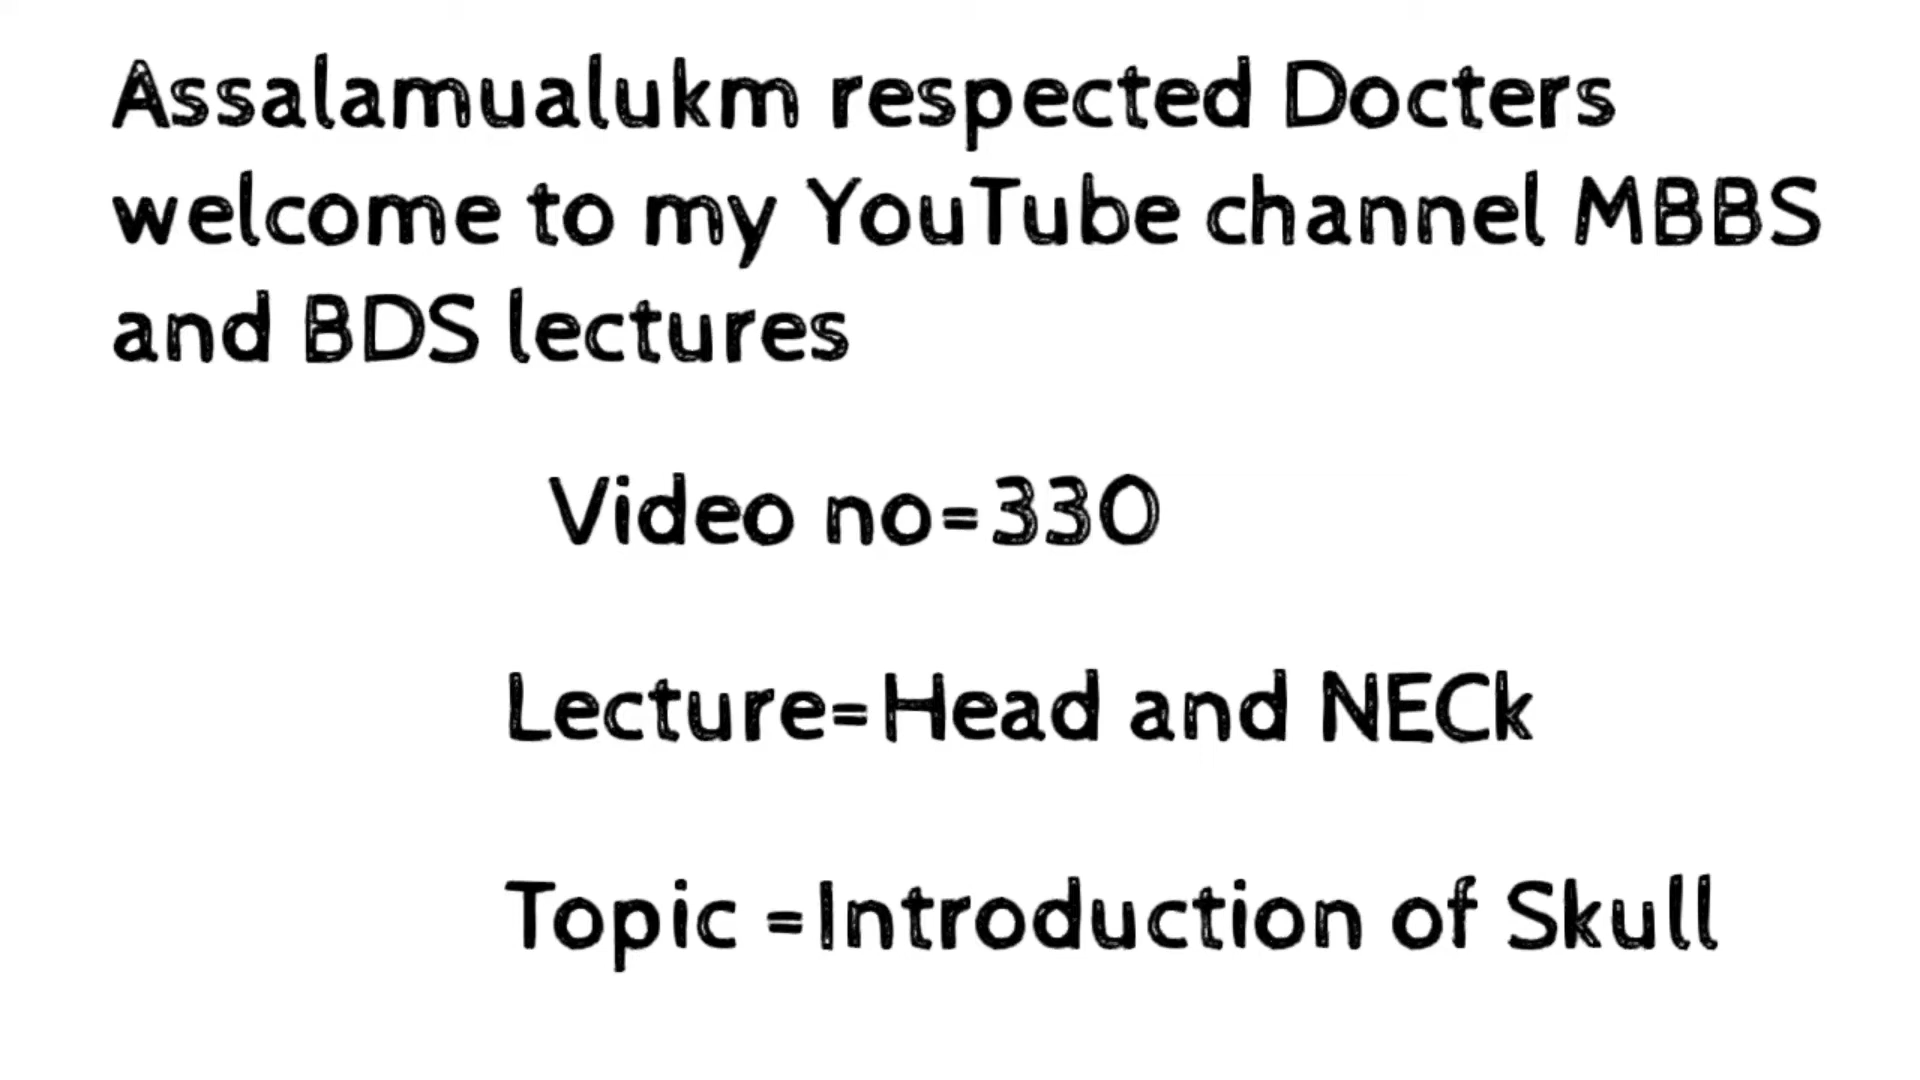 Assalamualukm respected Docters
welcome to my YouTube channel MBBS
and BDS lectures
Video no=330
Lecture=Head and NECk
Topic =Introduction of Skull